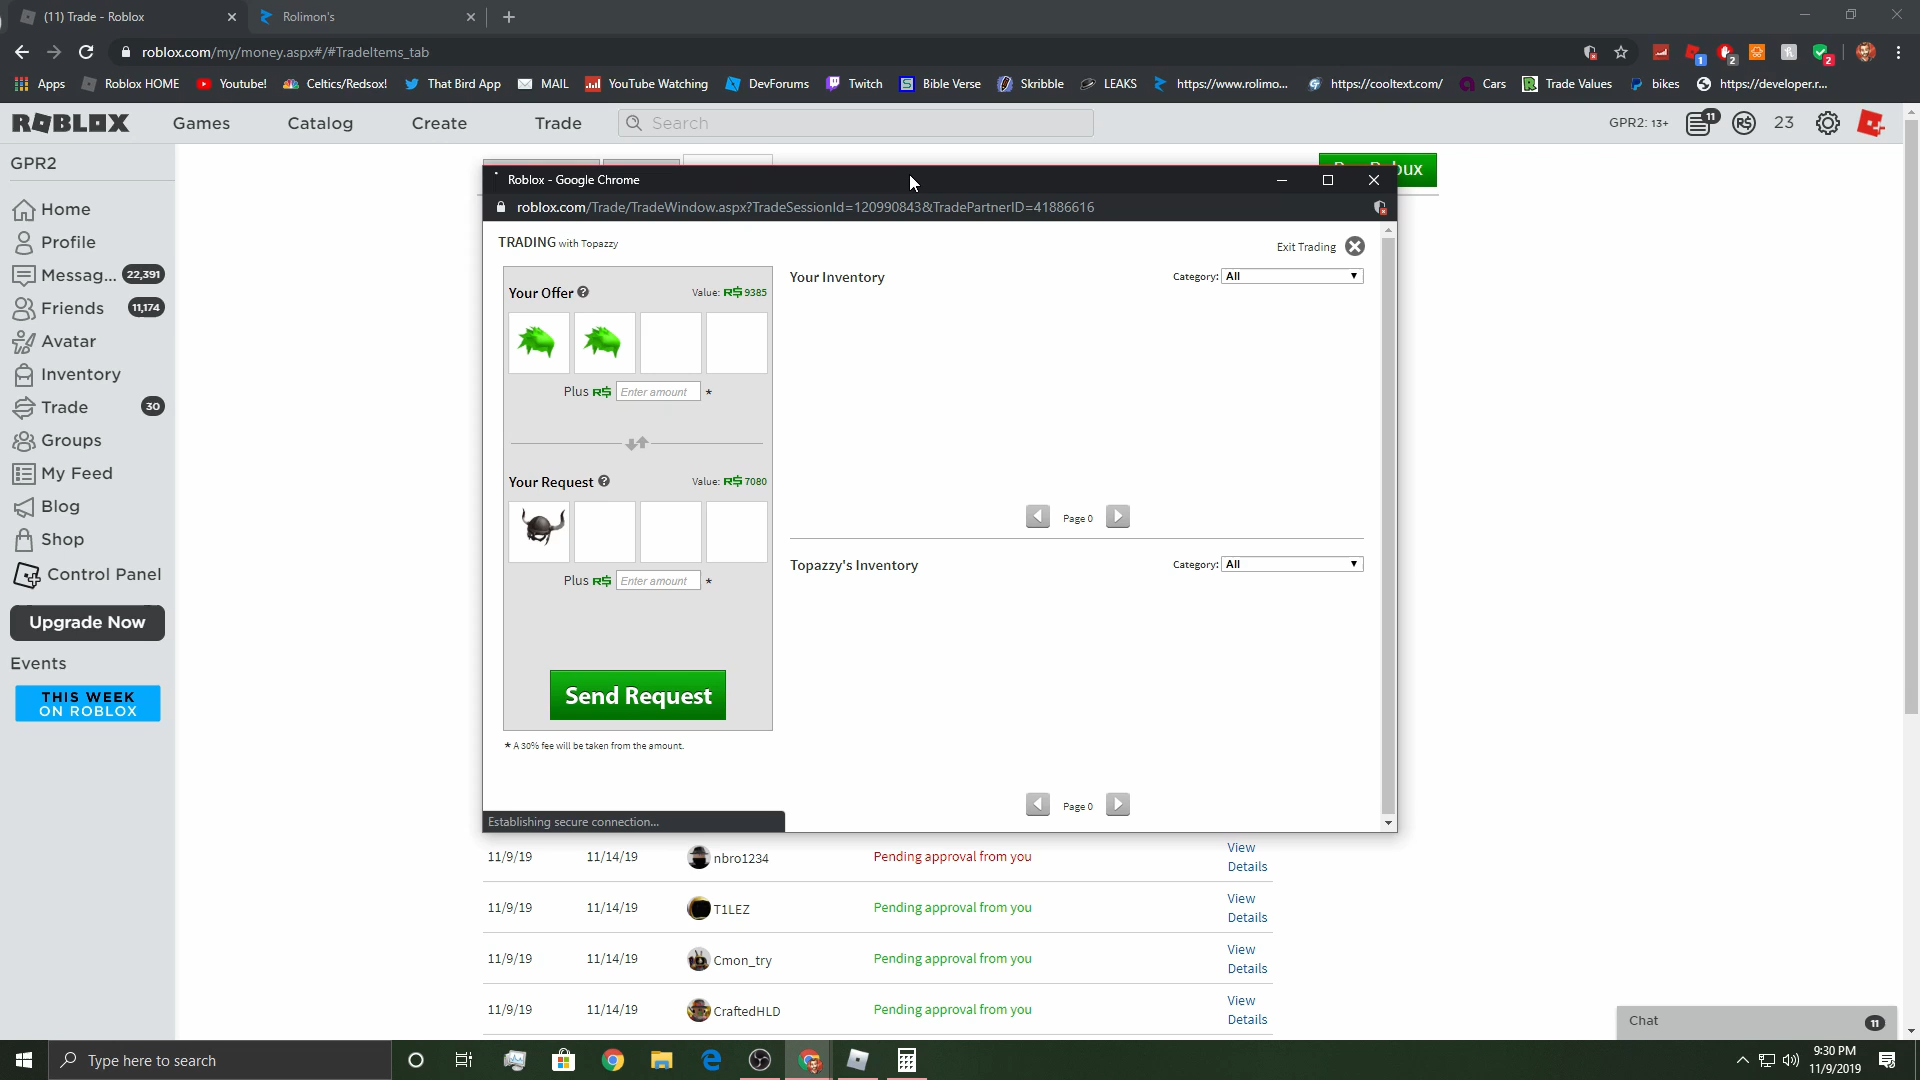 (11) Trade - Roblox
Rolimon's
roblox.com/my/money.aspx#/#TradeItems_tab
Apps
Roblox HOME
Youtube!
Celtics/Redsox!
That Bird App
MAIL
YouTube Watching
DevForums
Twitch
Bible Verse
Skribble
LEAKS
https://www.rolimo...
https://cooltext.com/
Cars
Trade Values
bikes
https://developer.r...
ROBLOX
Games
Catalog
Create
Trade
Search
GPR2: 13+
11
23
GPR2
Home
Profile
Messag...
22,391
Friends
11,174
Avatar
Inventory
Trade
30
Groups
My Feed
Blog
Shop
Control Panel
Upgrade Now
Events
THIS WEEK
ON ROBLOX
Roblox - Google Chrome
roblox.com/Trade/TradeWindow.aspx?TradeSessionId=120990843&TradePartnerID=41886616
TRADING with Topazzy
Exit Trading
Your Offer
Value: R$ 9385
Plus R$ Enter amount *
Your Request
Value: R$ 7080
Plus R$ Enter amount *
Send Request
* A 30% fee will be taken from the amount.
Your Inventory
Category: All
Page 0
Topazzy's Inventory
Category: All
Page 0
Establishing secure connection...
11/9/19 11/14/19 nbro1234 Pending approval from you View
Details
11/9/19 11/14/19 T1LEZ Pending approval from you View
Details
11/9/19 11/14/19 Cmon_try Pending approval from you View
Details
11/9/19 11/14/19 CraftedHLD Pending approval from you View
Details
Chat
11
Type here to search
9:30 PM
11/9/2019